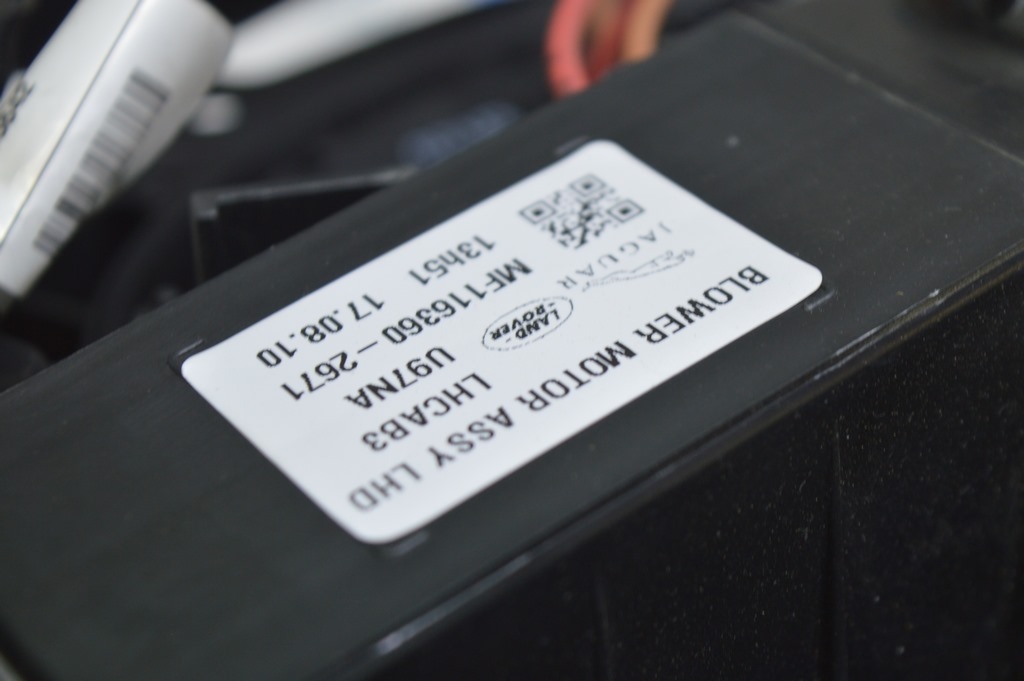 BLOWER MOTOR ASSY LHD
JAGUAR
LAND-
ROVER
LHCAB3
U97NA
MF116360-2671
13h51 17.08.10